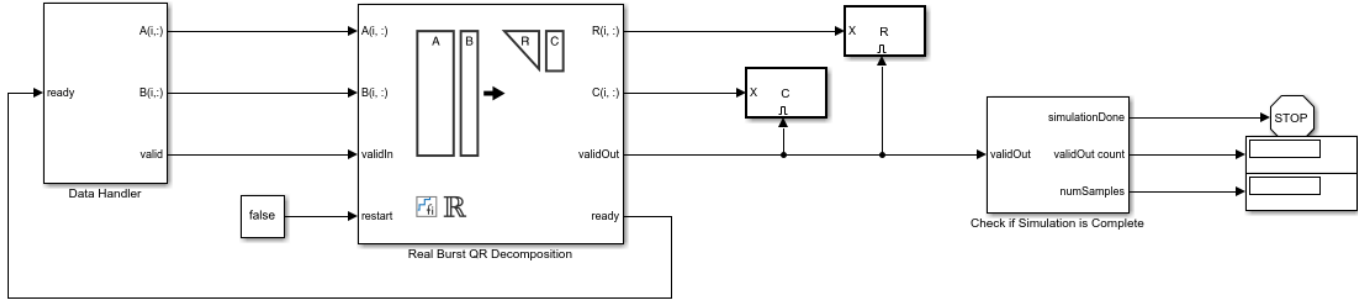 A(i,:)
B(i,:)
ready
valid
Data Handler
false
A(i, :)
B(i, :)
validIn
restart
A
B
R
C
fi
ℝ
R(i, :)
C(i, :)
validOut
ready
Real Burst QR Decomposition
X
R
X
C
validOut
simulationDone
validOut count
numSamples
Check if Simulation is Complete
STOP